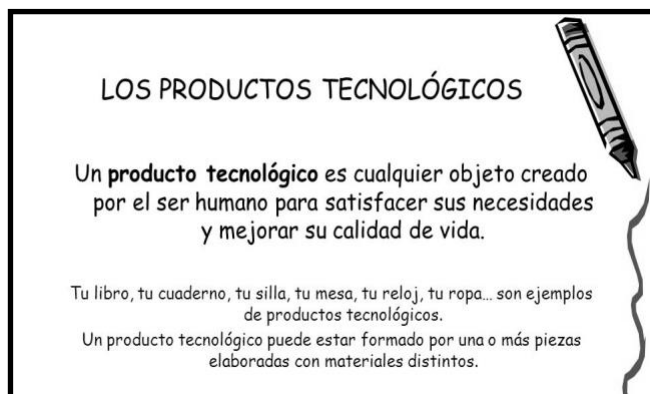 LOS PRODUCTOS TECNOLÓGICOS
Un producto tecnológico es cualquier objeto creado
por el ser humano para satisfacer sus necesidades
y mejorar su calidad de vida.
Tu libro, tu cuaderno, tu silla, tu mesa, tu reloj, tu ropa... son ejemplos
de productos tecnológicos.
Un producto tecnológico puede estar formado por una o más piezas
elaboradas con materiales distintos.